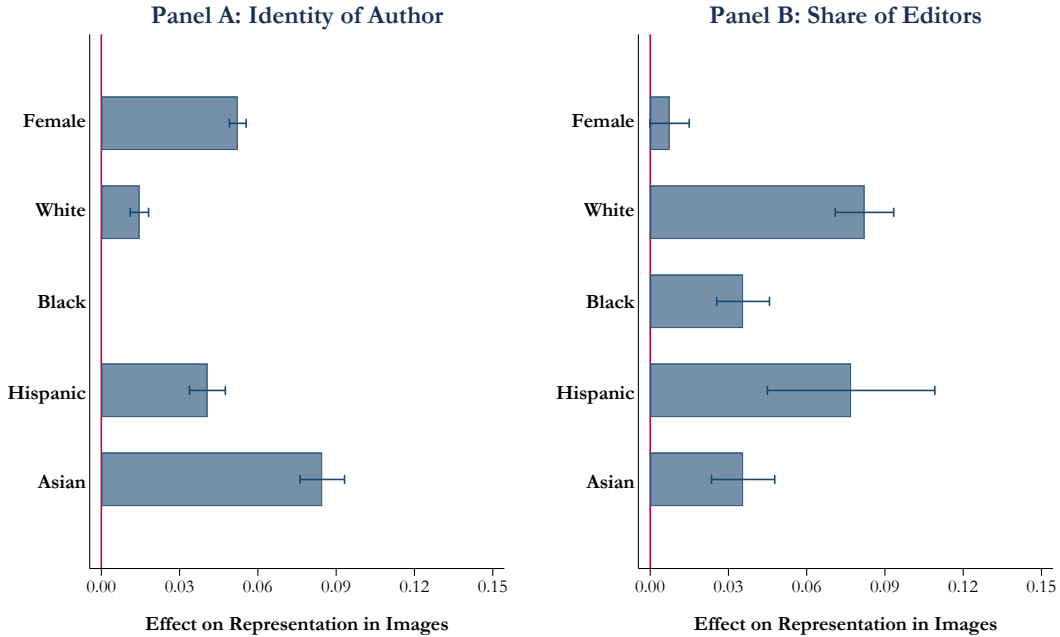 Panel A: Identity of Author
Female
White
Black
Hispanic
Asian
0.00 0.03 0.06 0.09 0.12 0.15
Effect on Representation in Images
Panel B: Share of Editors
Female
White
Black
Hispanic
Asian
0.00 0.03 0.06 0.09 0.12 0.15
Effect on Representation in Images